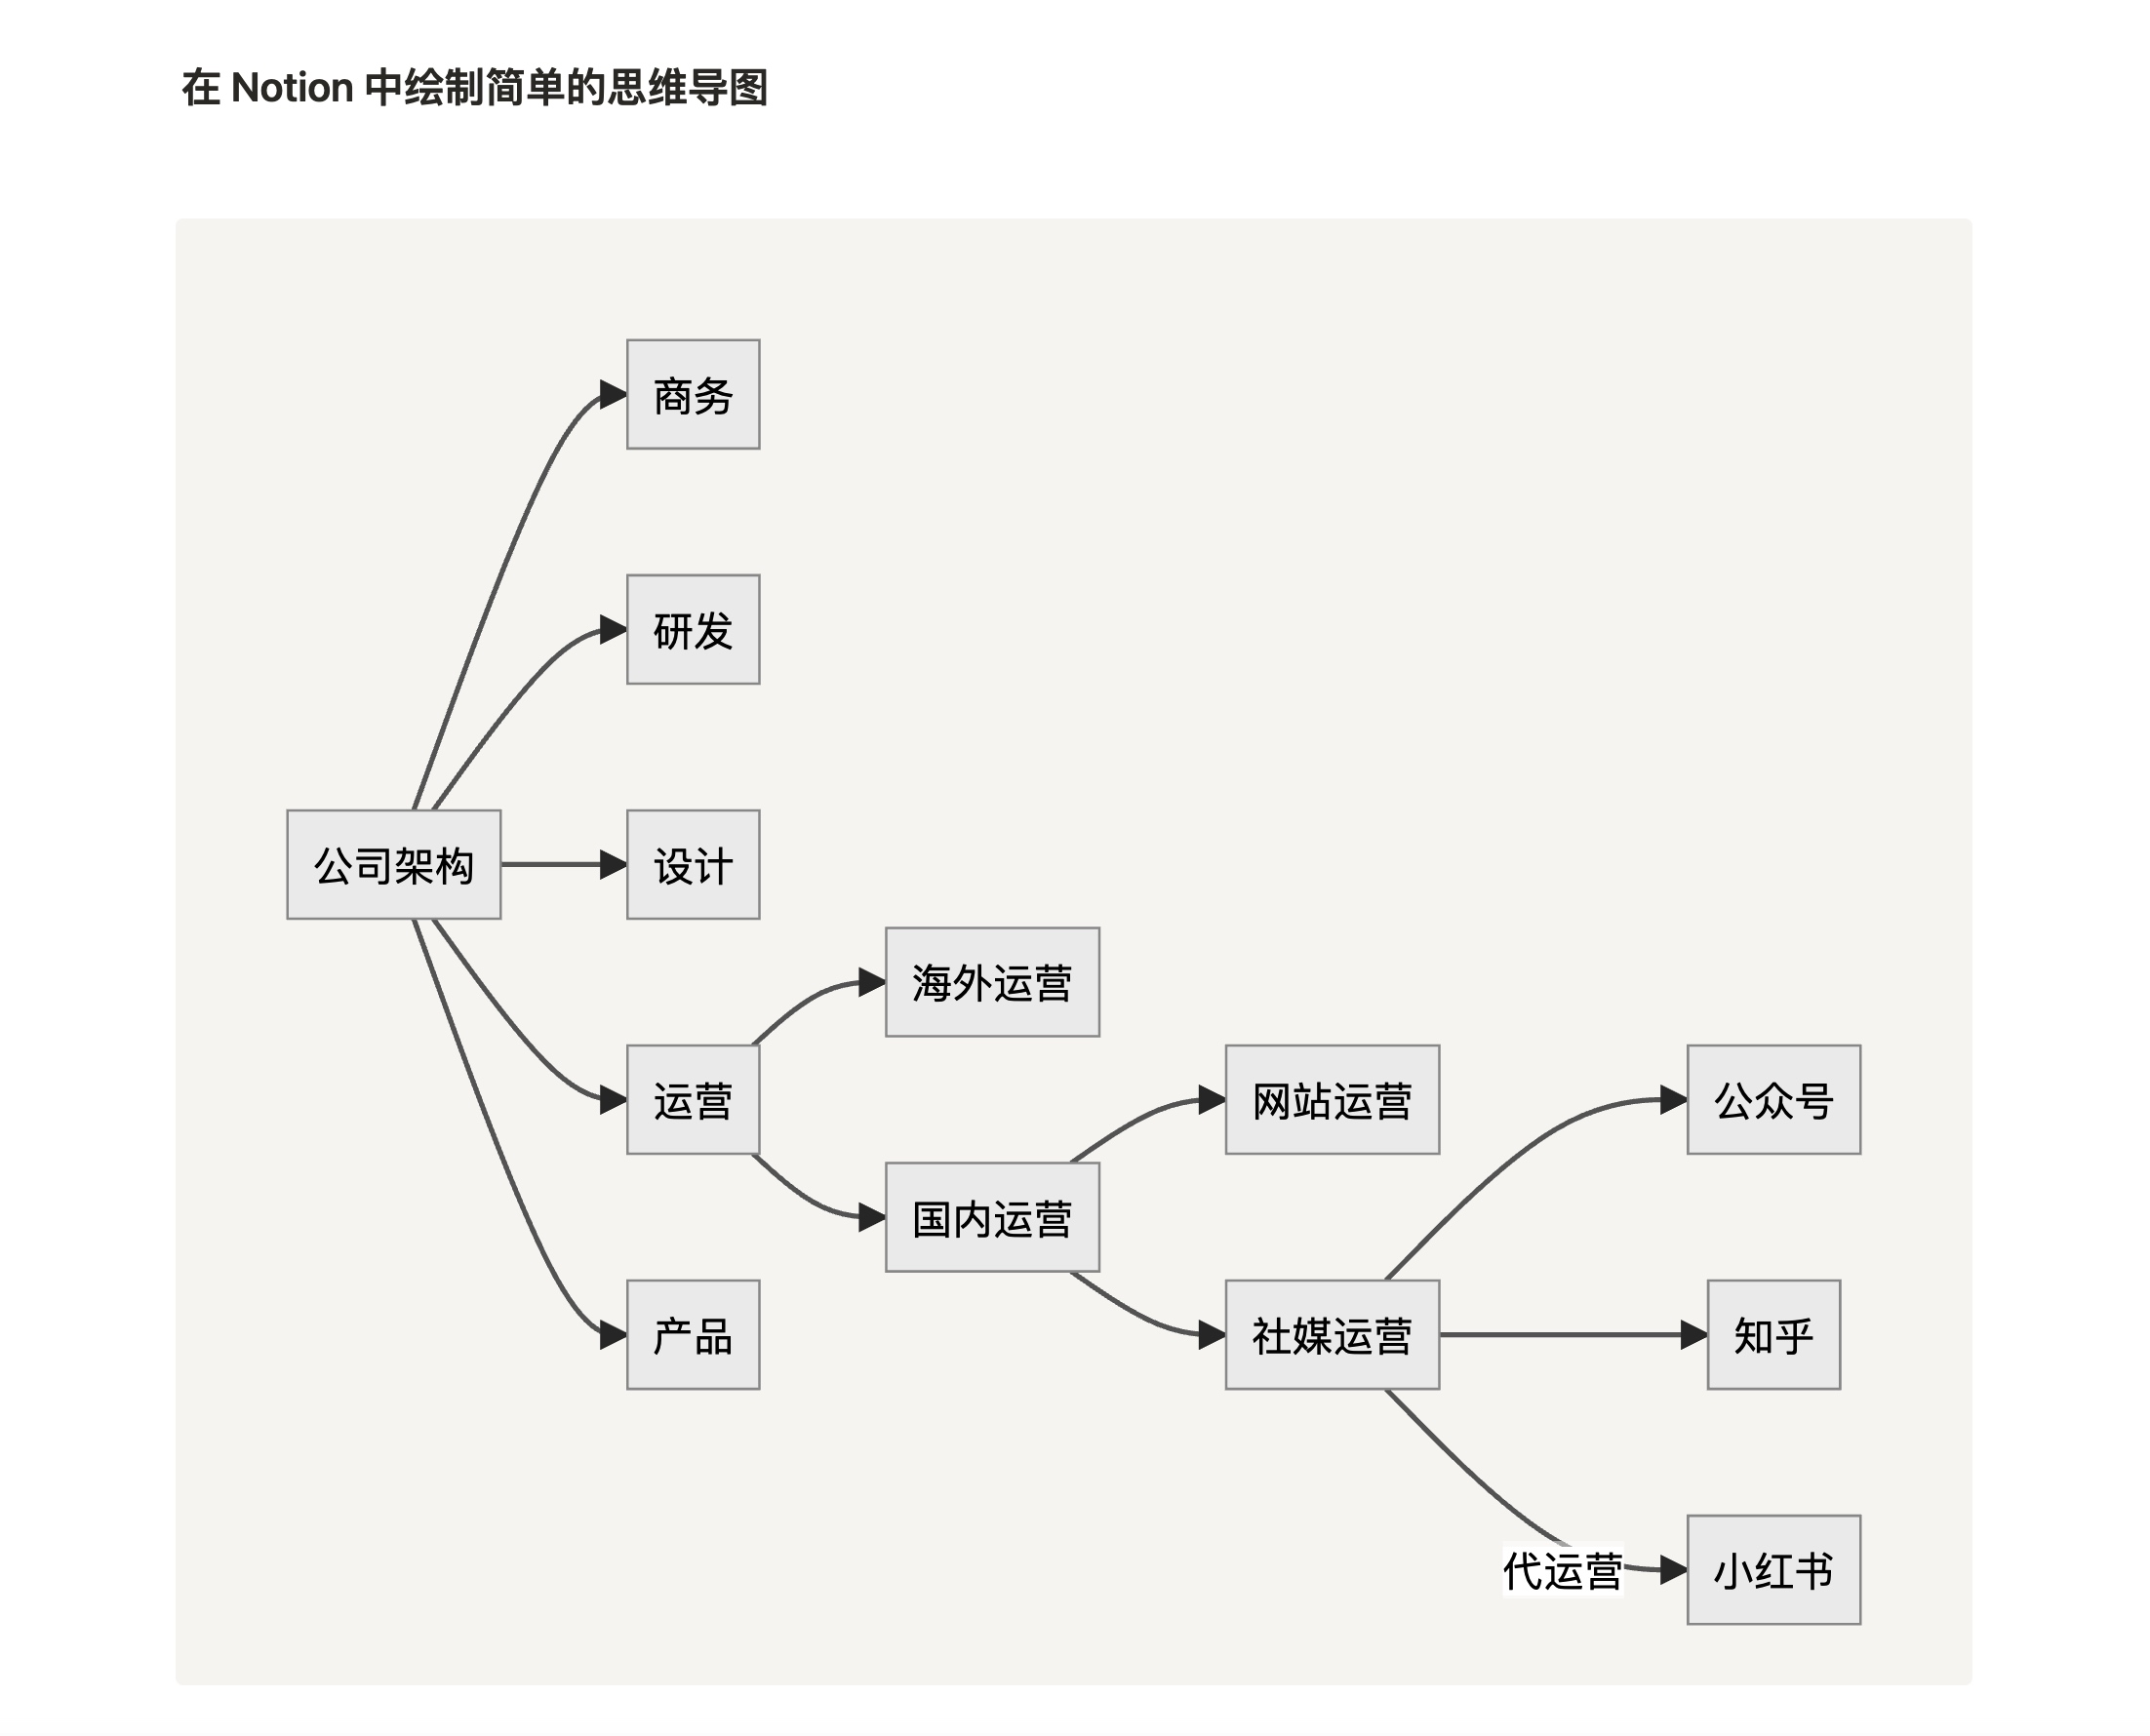 在 Notion 中绘制简单的思维导图
商务
研发
公司架构
设计
海外运营
运营
网站运营
公众号
国内运营
产品
社媒运营
知乎
代运营
小红书